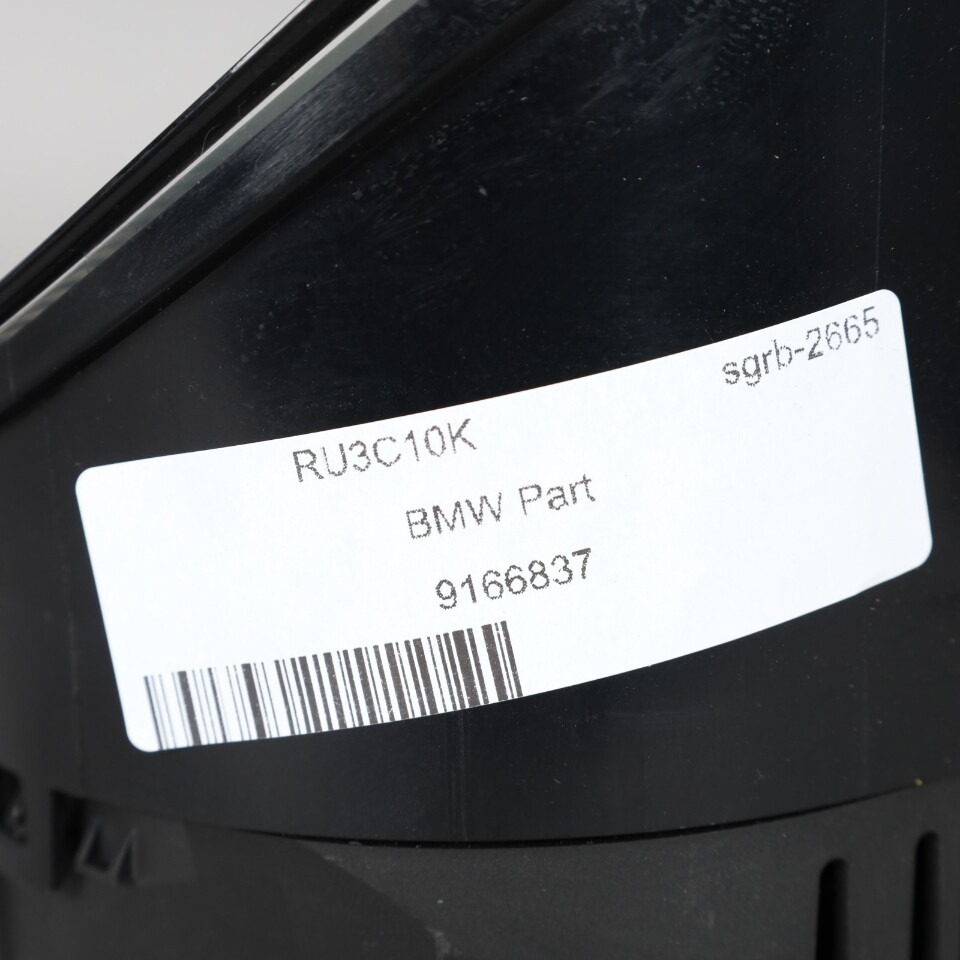 sgrb-2665
RU3C10K
BMW Part
9166837